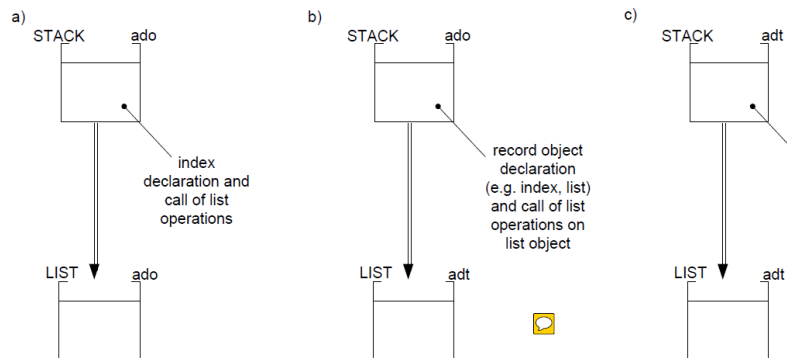 a)
STACK ado
index
declaration and
call of list
operations
LIST ado
b)
STACK ado
record object
declaration
(e.g. index, list)
and call of list
operations on
list object
LIST adt
c)
STACK adt
LIST adt